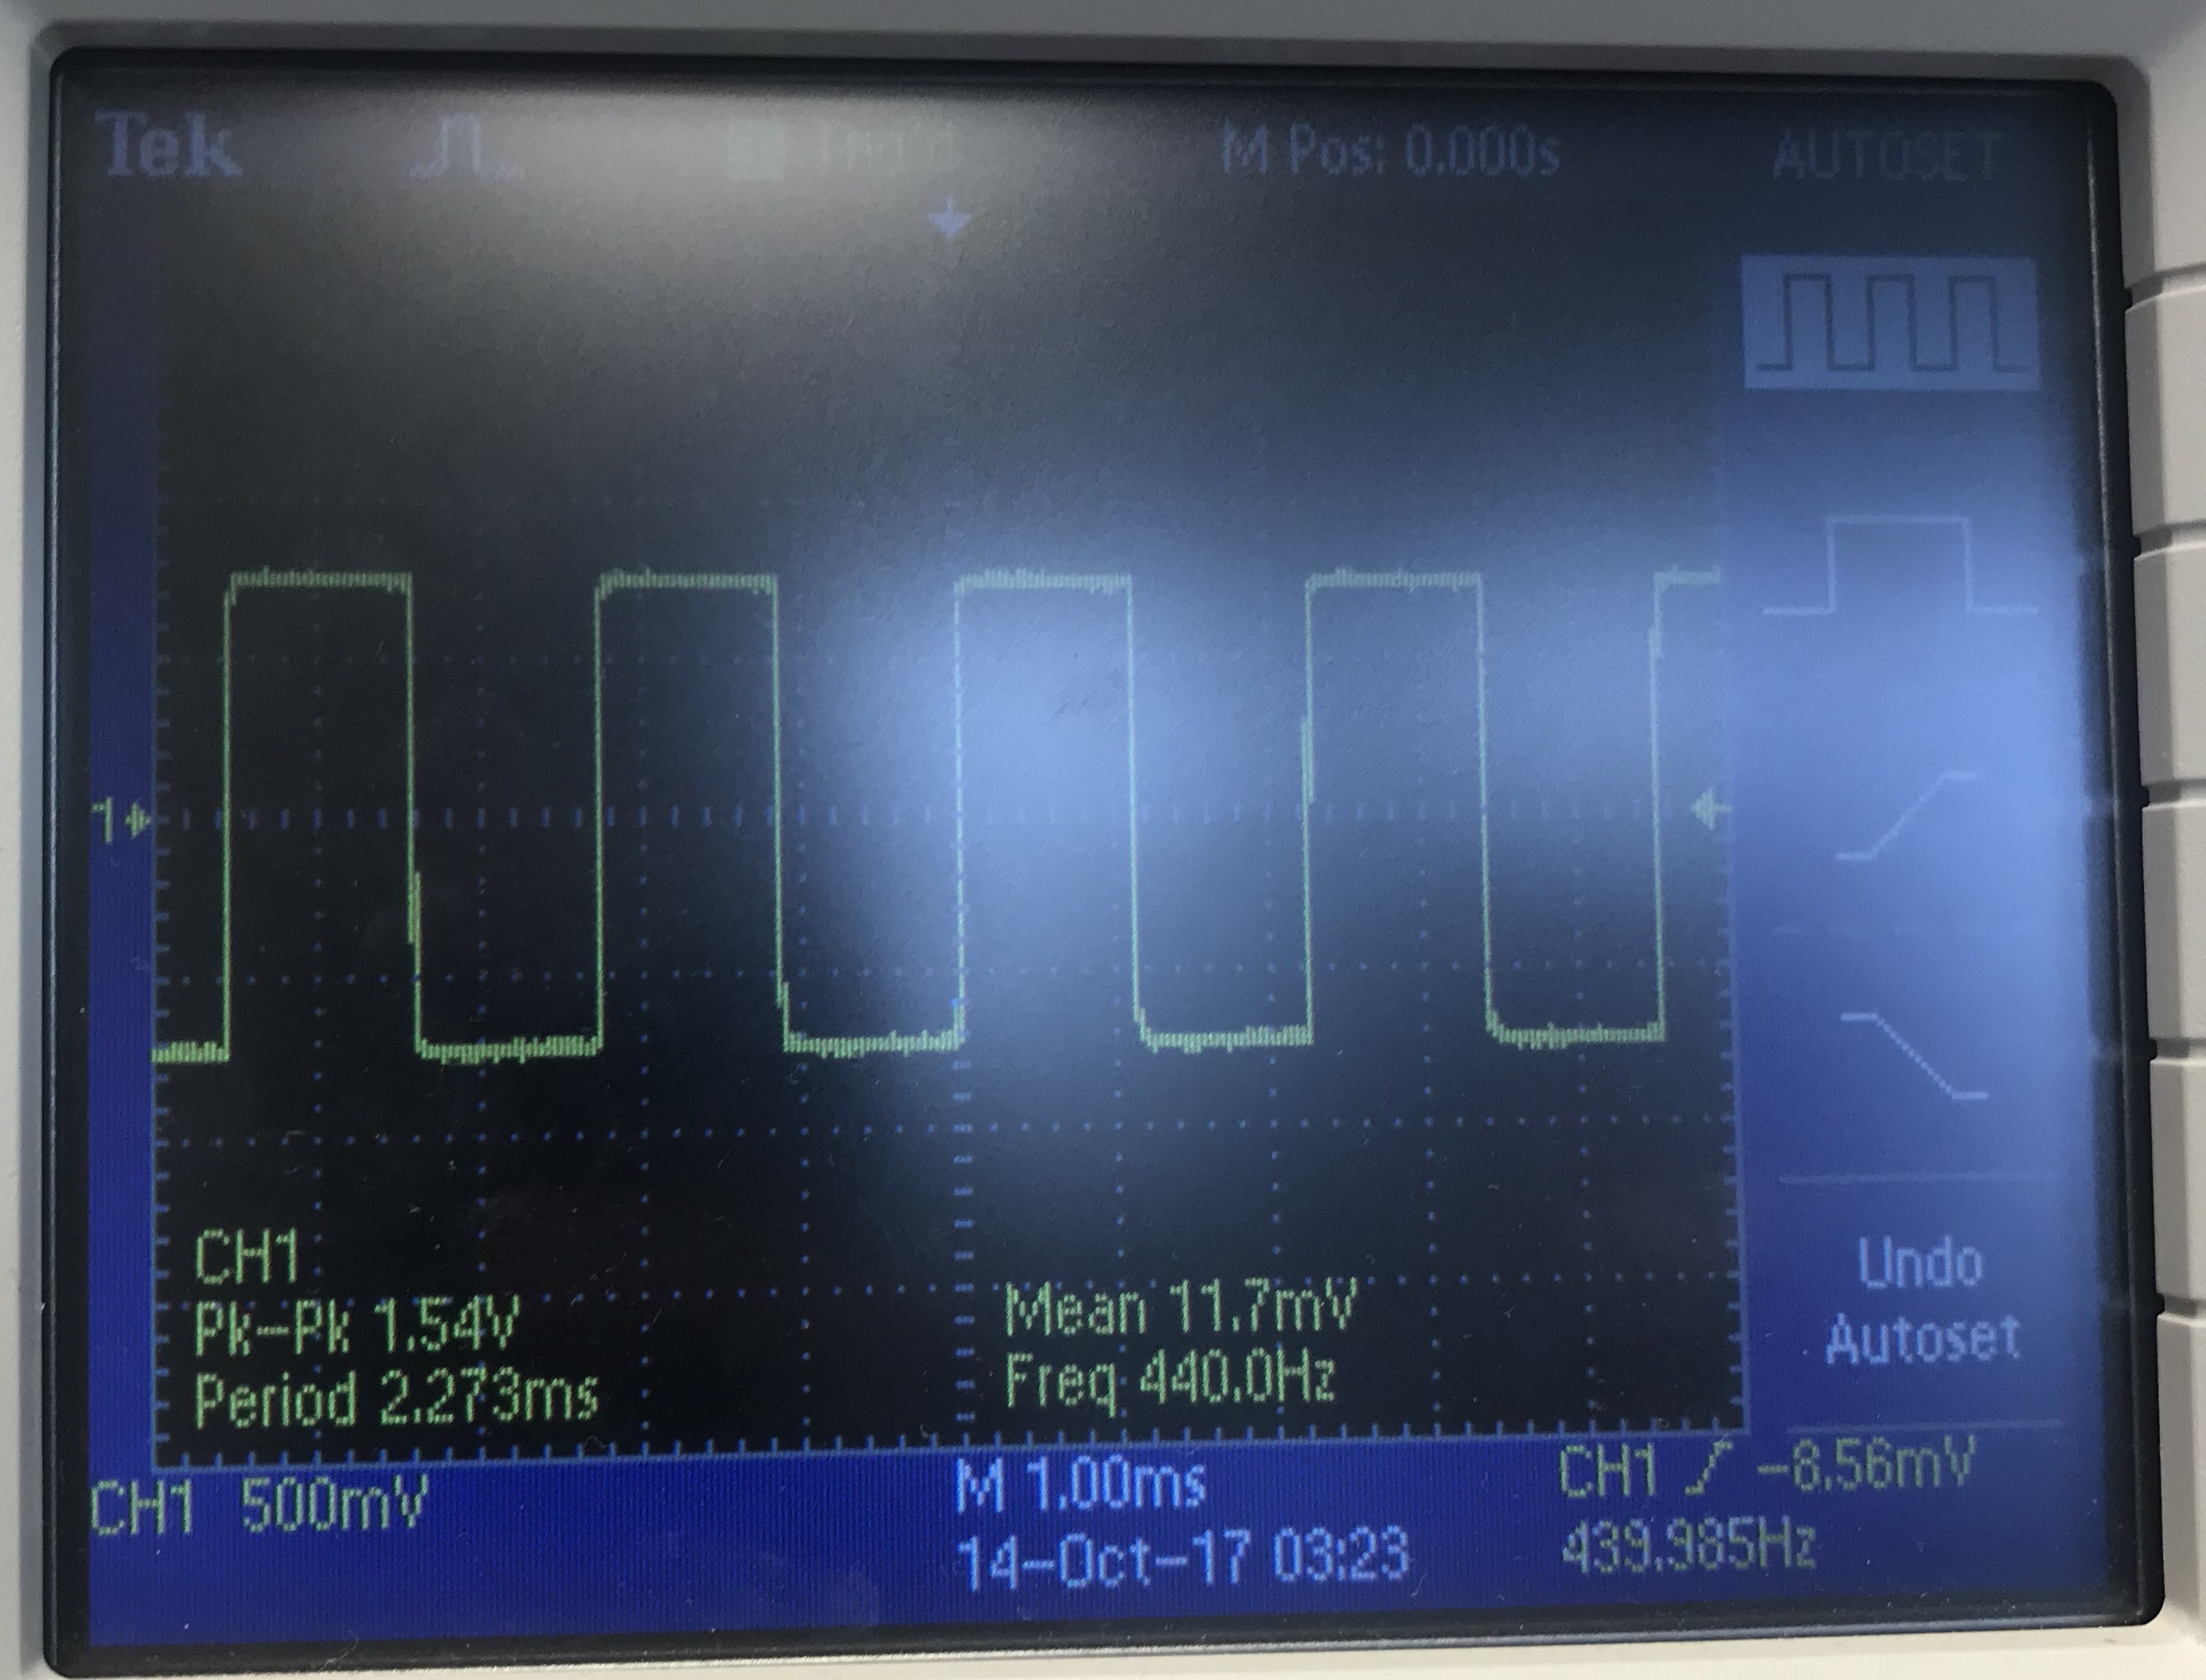 Tek Trig'd M Pos: 0.000s AUTOSET
1
CH1
Pk-Pk 1.54V Mean 11.7mV
Period 2.273ms Freq 440.0Hz
Undo
Autoset
CH1 500mV M 1.00ms CH1 -8.56mV
14-Oct-17 03:23 439.985Hz